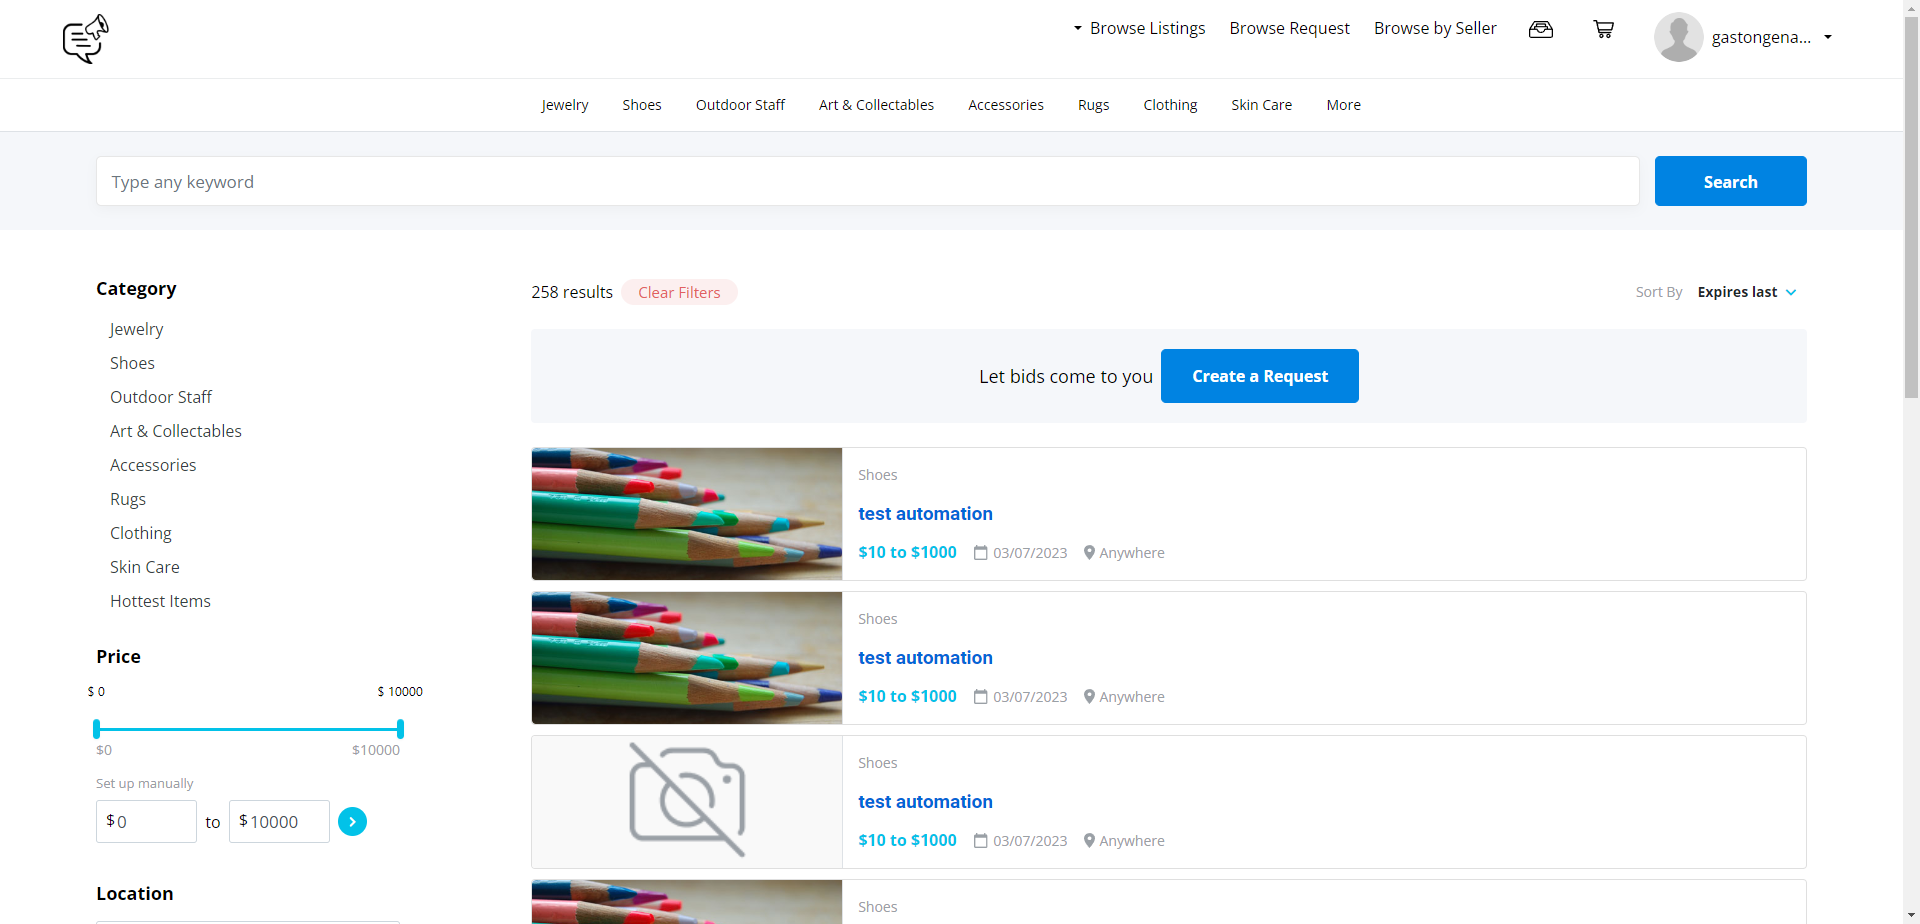 Browse Listings Browse Request Browse by Seller gastongena...
Jewelry Shoes Outdoor Staff Art & Collectables Accessories Rugs Clothing Skin Care More
Type any keyword Search
Category
Jewelry
Shoes
Outdoor Staff
Art & Collectables
Accessories
Rugs
Clothing
Skin Care
Hottest Items
Price
$ 0 $ 10000
$0 $10000
Set up manually
$ 0 to $ 10000
Location
258 results Clear Filters Sort By Expires last
Let bids come to you Create a Request
Shoes
test automation
$10 to $1000 03/07/2023 Anywhere
Shoes
test automation
$10 to $1000 03/07/2023 Anywhere
Shoes
test automation
$10 to $1000 03/07/2023 Anywhere
Shoes